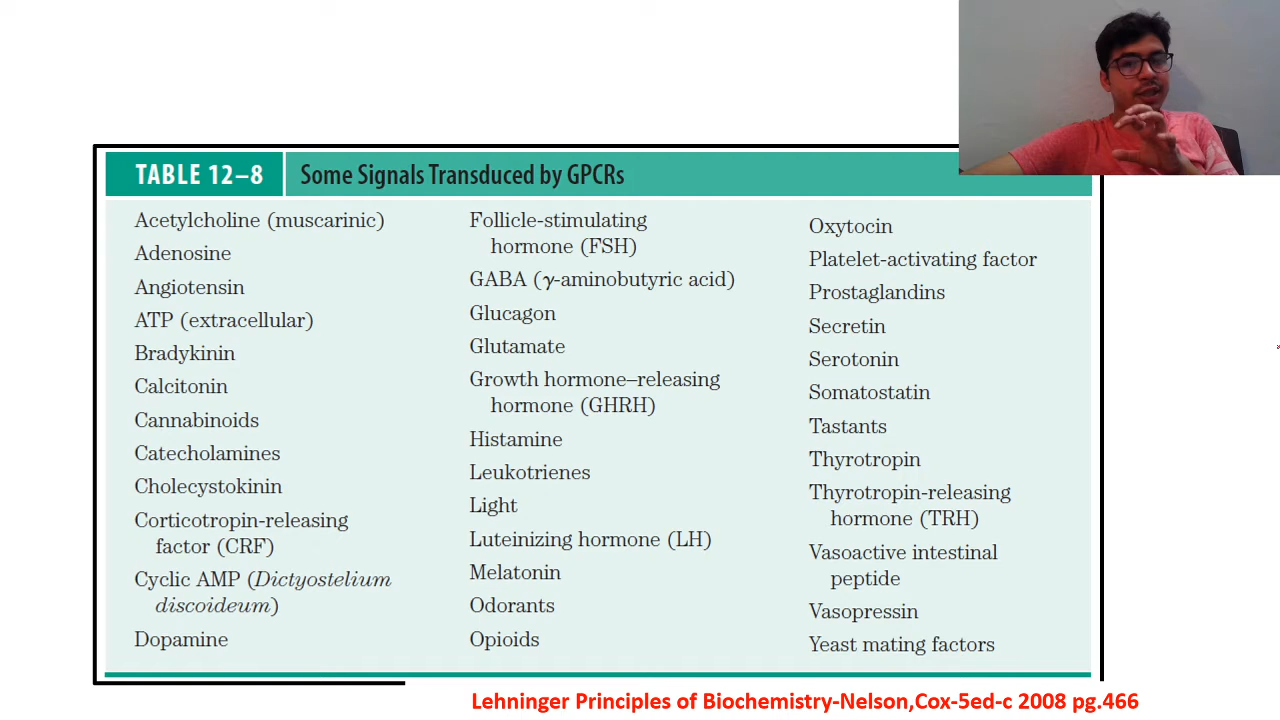 TABLE 12–8 Some Signals Transduced by GPCRs
Acetylcholine (muscarinic)
Adenosine
Angiotensin
ATP (extracellular)
Bradykinin
Calcitonin
Cannabinoids
Catecholamines
Cholecystokinin
Corticotropin-releasing
factor (CRF)
Cyclic AMP (Dictyostelium
discoideum)
Dopamine
Follicle-stimulating
hormone (FSH)
GABA (γ-aminobutyric acid)
Glucagon
Glutamate
Growth hormone–releasing
hormone (GHRH)
Histamine
Leukotrienes
Light
Luteinizing hormone (LH)
Melatonin
Odorants
Opioids
Oxytocin
Platelet-activating factor
Prostaglandins
Secretin
Serotonin
Somatostatin
Tastants
Thyrotropin
Thyrotropin-releasing
hormone (TRH)
Vasoactive intestinal
peptide
Vasopressin
Yeast mating factors
Lehninger Principles of Biochemistry-Nelson,Cox-5ed-c 2008 pg.466